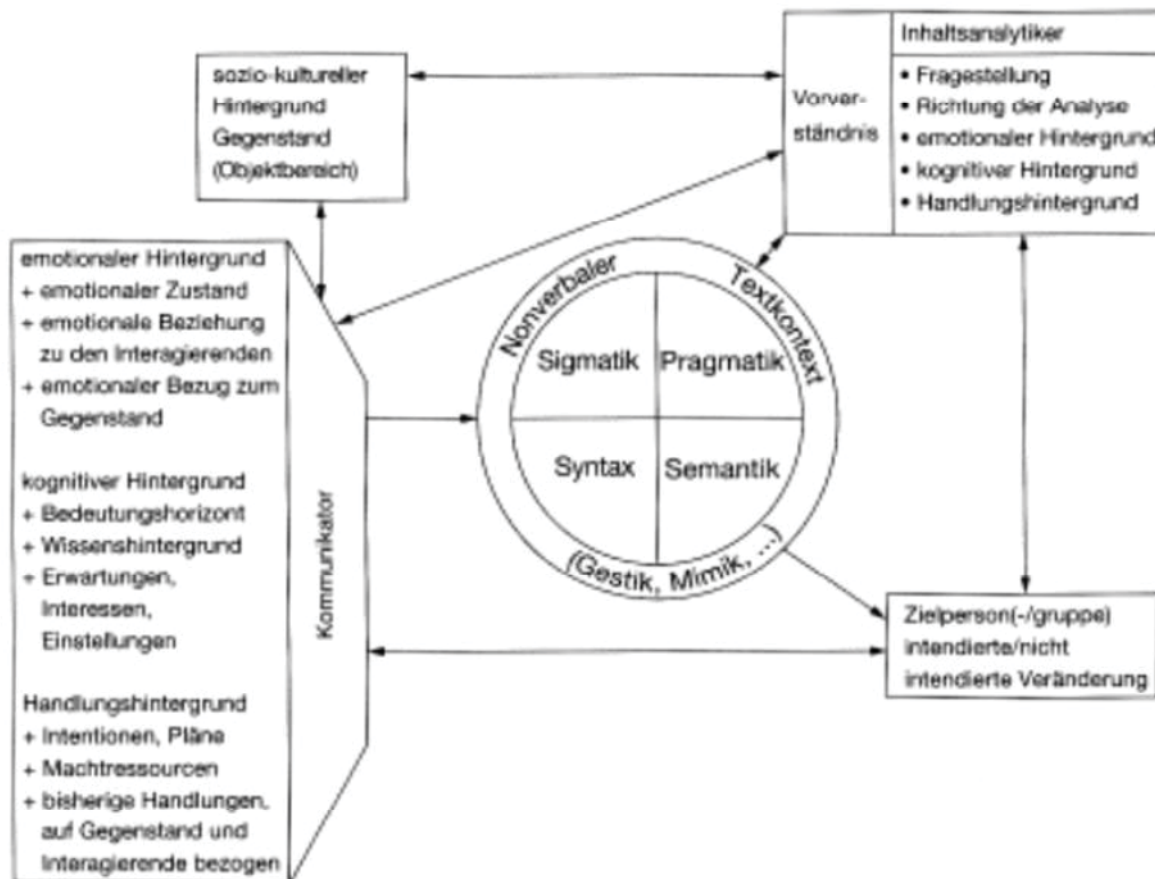 sozio-kultureller
Hintergrund
Gegenstand
(Objektbereich)
Vorver-
ständnis
Inhaltsanalytiker
• Fragestellung
• Richtung der Analyse
• emotionaler Hintergrund
• kognitiver Hintergrund
• Handlungshintergrund
emotionaler Hintergrund
+ emotionaler Zustand
+ emotionale Beziehung
zu den Interagierenden
+ emotionaler Bezug zum
Gegenstand
kognitiver Hintergrund
+ Bedeutungshorizont
+ Wissenshintergrund
+ Erwartungen,
Interessen,
Einstellungen
Handlungshintergrund
+ Intentionen, Pläne
+ Machtressourcen
+ bisherige Handlungen,
auf Gegenstand und
Interagierende bezogen
Kommunikator
Nonverbaler Textkontext
Sigmatik
Pragmatik
Syntax
Semantik
(Gestik, Mimik, ...)
Zielperson(-/gruppe)
intendierte/nicht
intendierte Veränderung